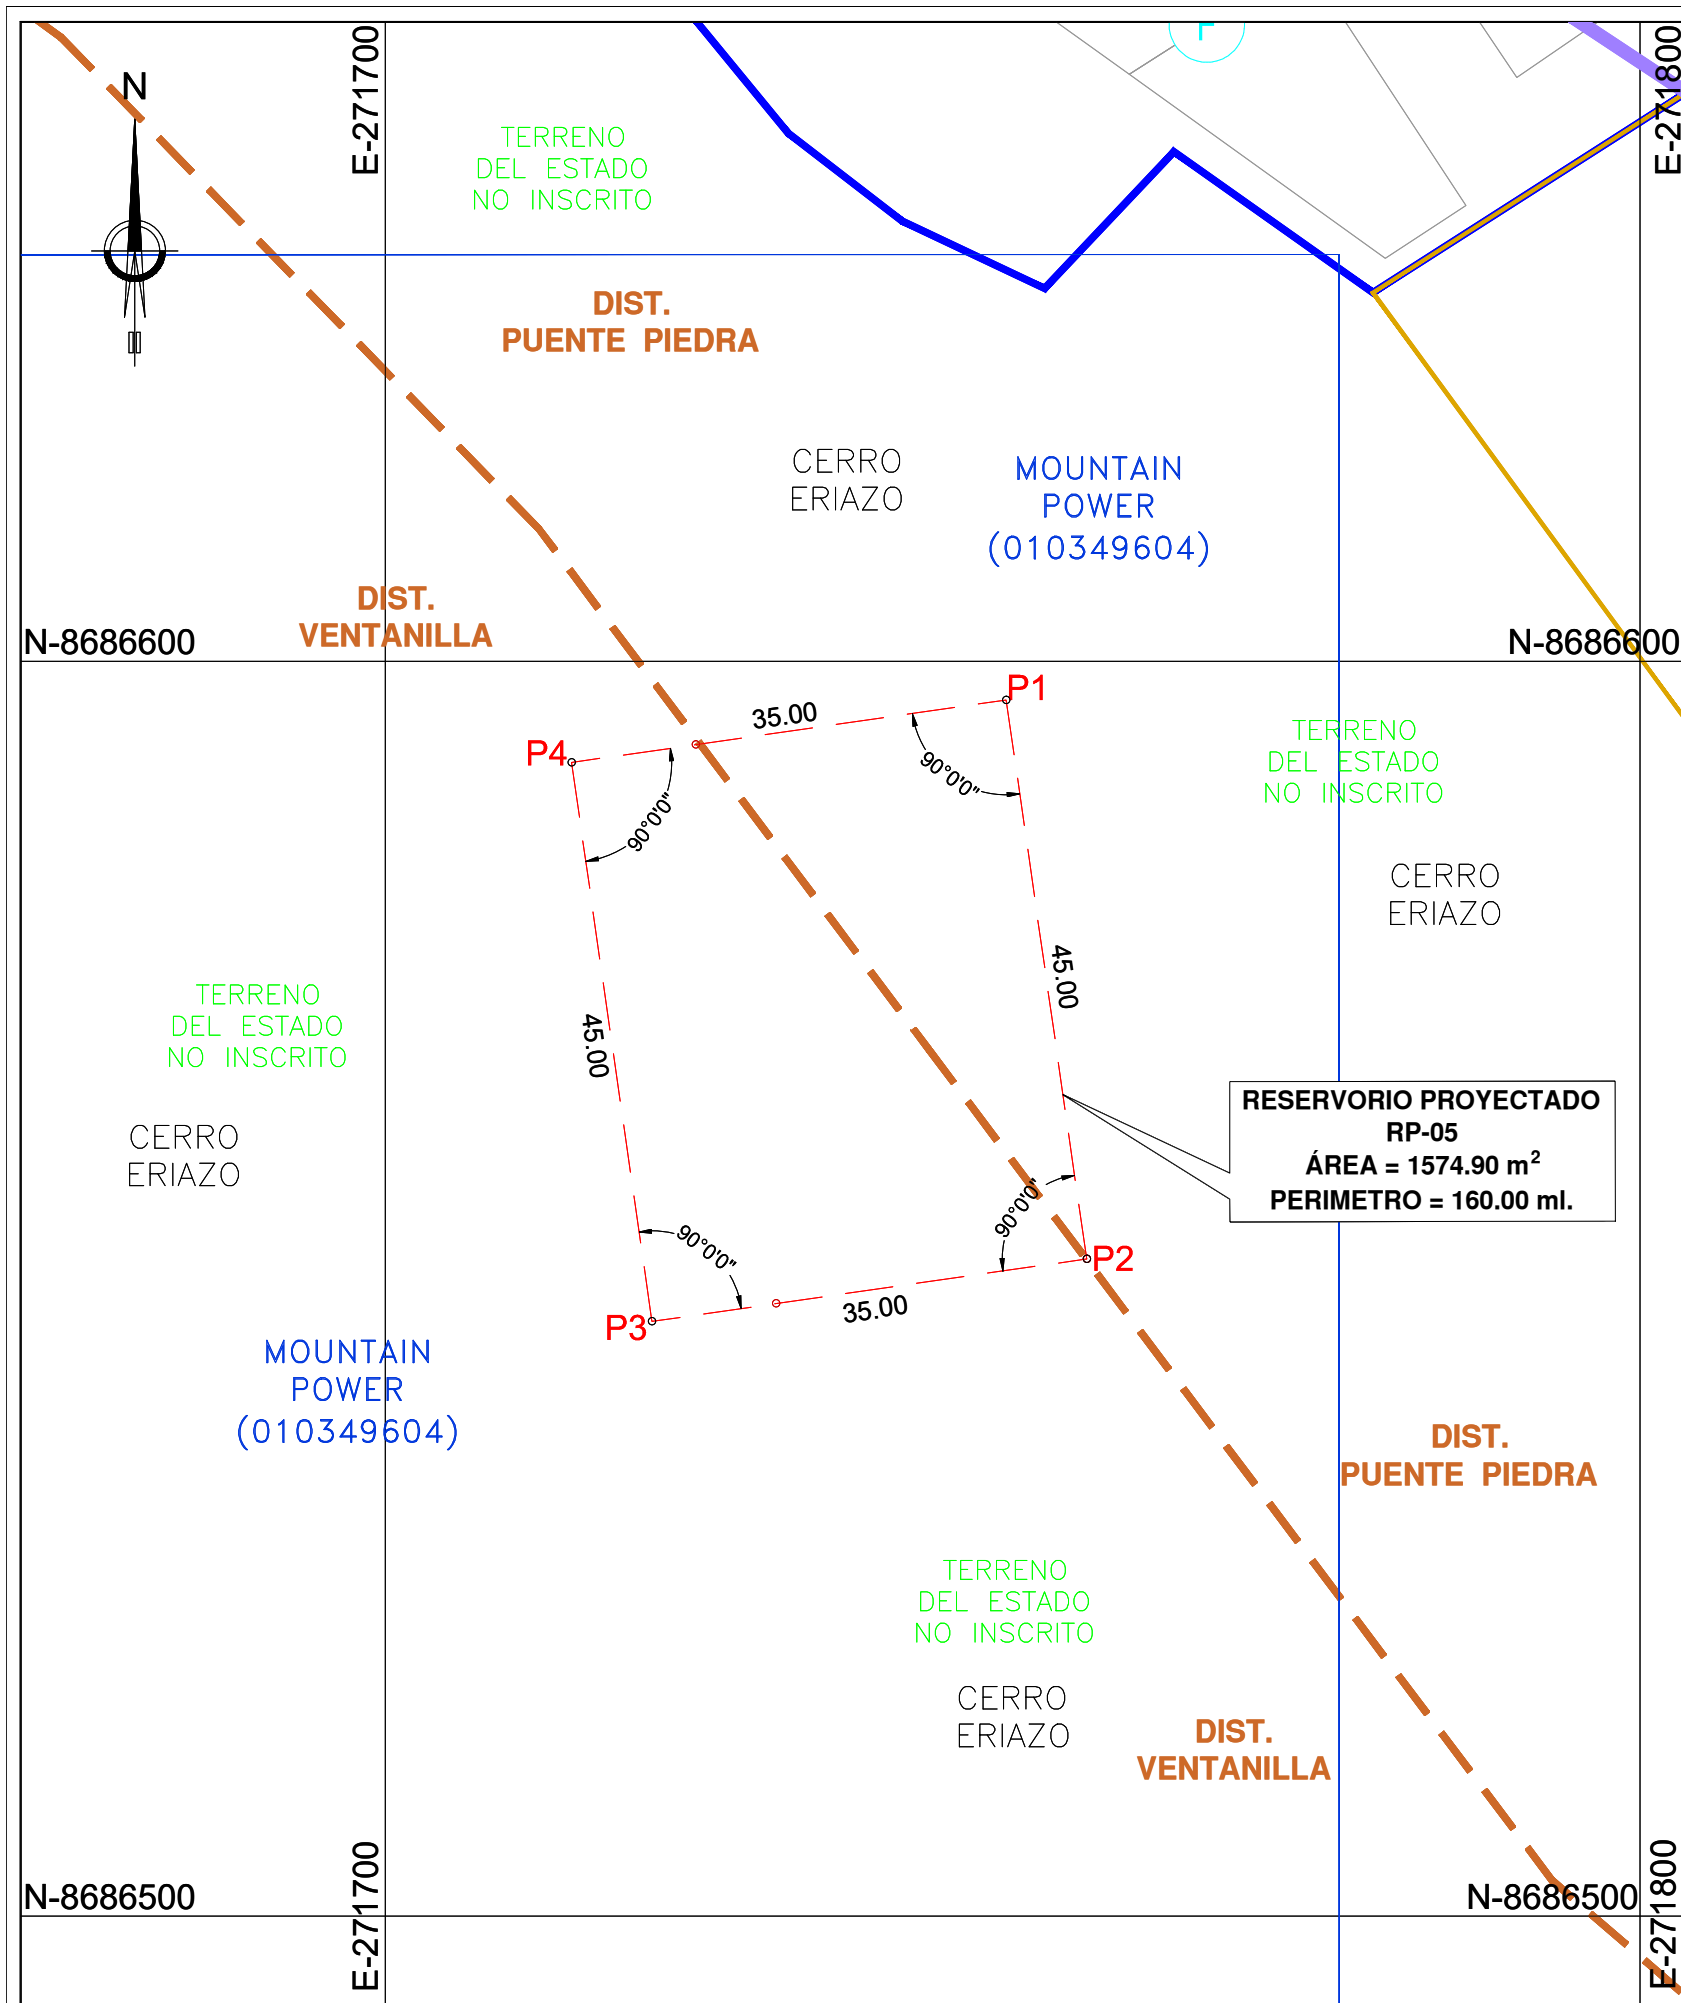 E-271700
F
E-271800
N
TERRENO
DEL ESTADO
NO INSCRITO
DIST.
PUENTE PIEDRA
CERRO
ERIAZO
MOUNTAIN
POWER
(010349604)
DIST.
VENTANILLA
N-8686600
N-8686600
P1
35.00
P4
90°0'0"
90°0'0"
TERRENO
DEL ESTADO
NO INSCRITO
CERRO
ERIAZO
45.00
45.00
TERRENO
DEL ESTADO
NO INSCRITO
CERRO
ERIAZO
RESERVORIO PROYECTADO
RP-05
ÁREA = 1574.90 m²
PERIMETRO = 160.00 ml.
90°0'0"
90°0'0"
P2
35.00
P3
MOUNTAIN
POWER
(010349604)
DIST.
PUENTE PIEDRA
TERRENO
DEL ESTADO
NO INSCRITO
CERRO
ERIAZO
DIST.
VENTANILLA
N-8686500
E-271700
N-8686500
E-271800